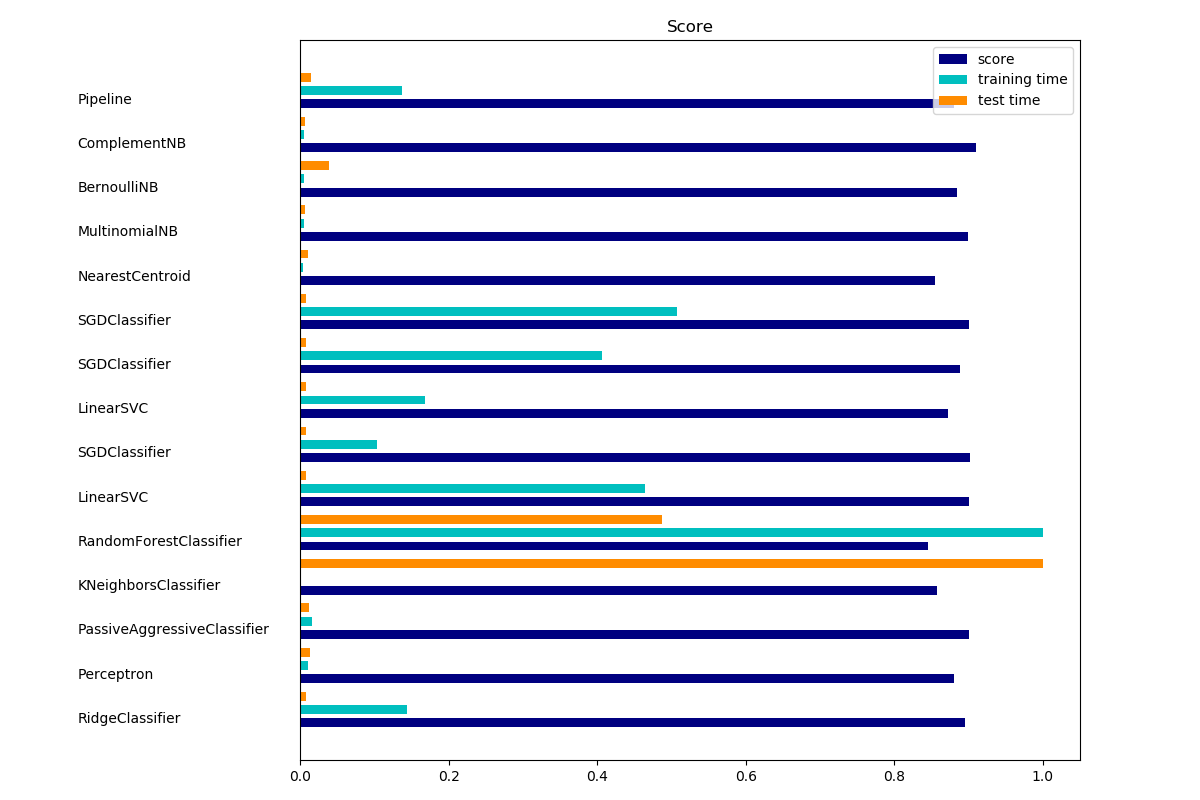 Score
score
training time
test time
Pipeline
ComplementNB
BernoulliNB
MultinomialNB
NearestCentroid
SGDClassifier
SGDClassifier
LinearSVC
SGDClassifier
LinearSVC
RandomForestClassifier
KNeighborsClassifier
PassiveAggressiveClassifier
Perceptron
RidgeClassifier
0.0 0.2 0.4 0.6 0.8 1.0